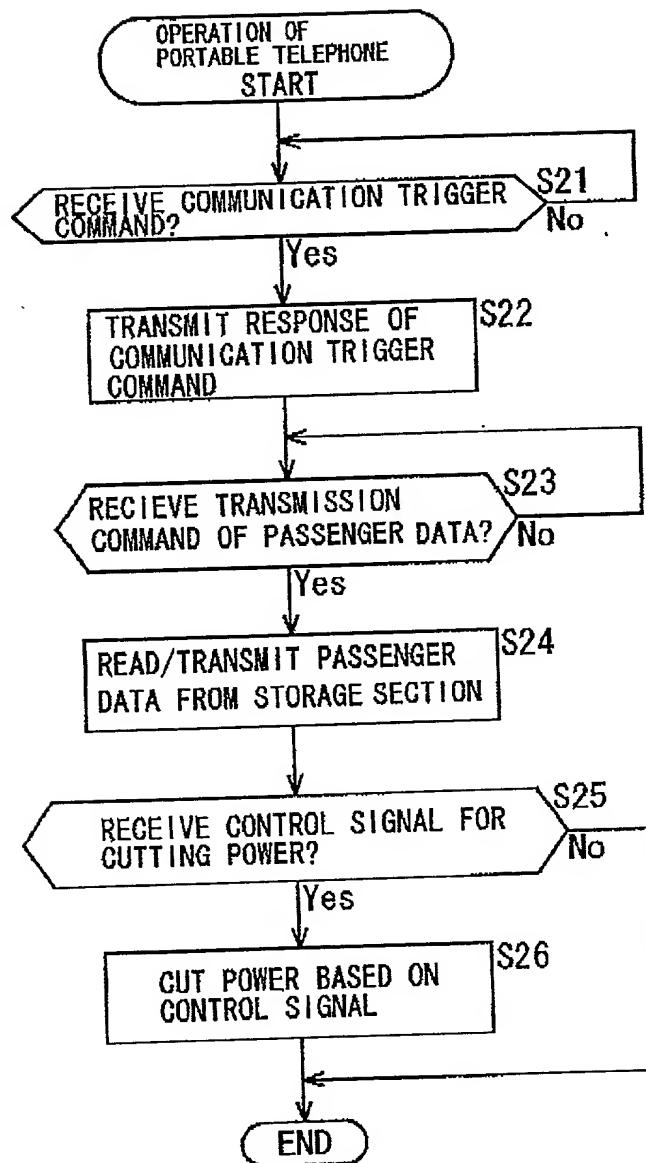 OPERATION OF
PORTABLE TELEPHONE
START
RECEIVE COMMUNICATION TRIGGER
COMMAND?
S21
No
Yes
S22
TRANSMIT RESPONSE OF
COMMUNICATION TRIGGER
COMMAND
S23
RECIEVE TRANSMISSION
COMMAND OF PASSENGER DATA?
No
Yes
S24
READ/TRANSMIT PASSENGER
DATA FROM STORAGE SECTION
S25
RECEIVE CONTROL SIGNAL FOR
CUTTING POWER?
No
Yes
S26
CUT POWER BASED ON
CONTROL SIGNAL
END